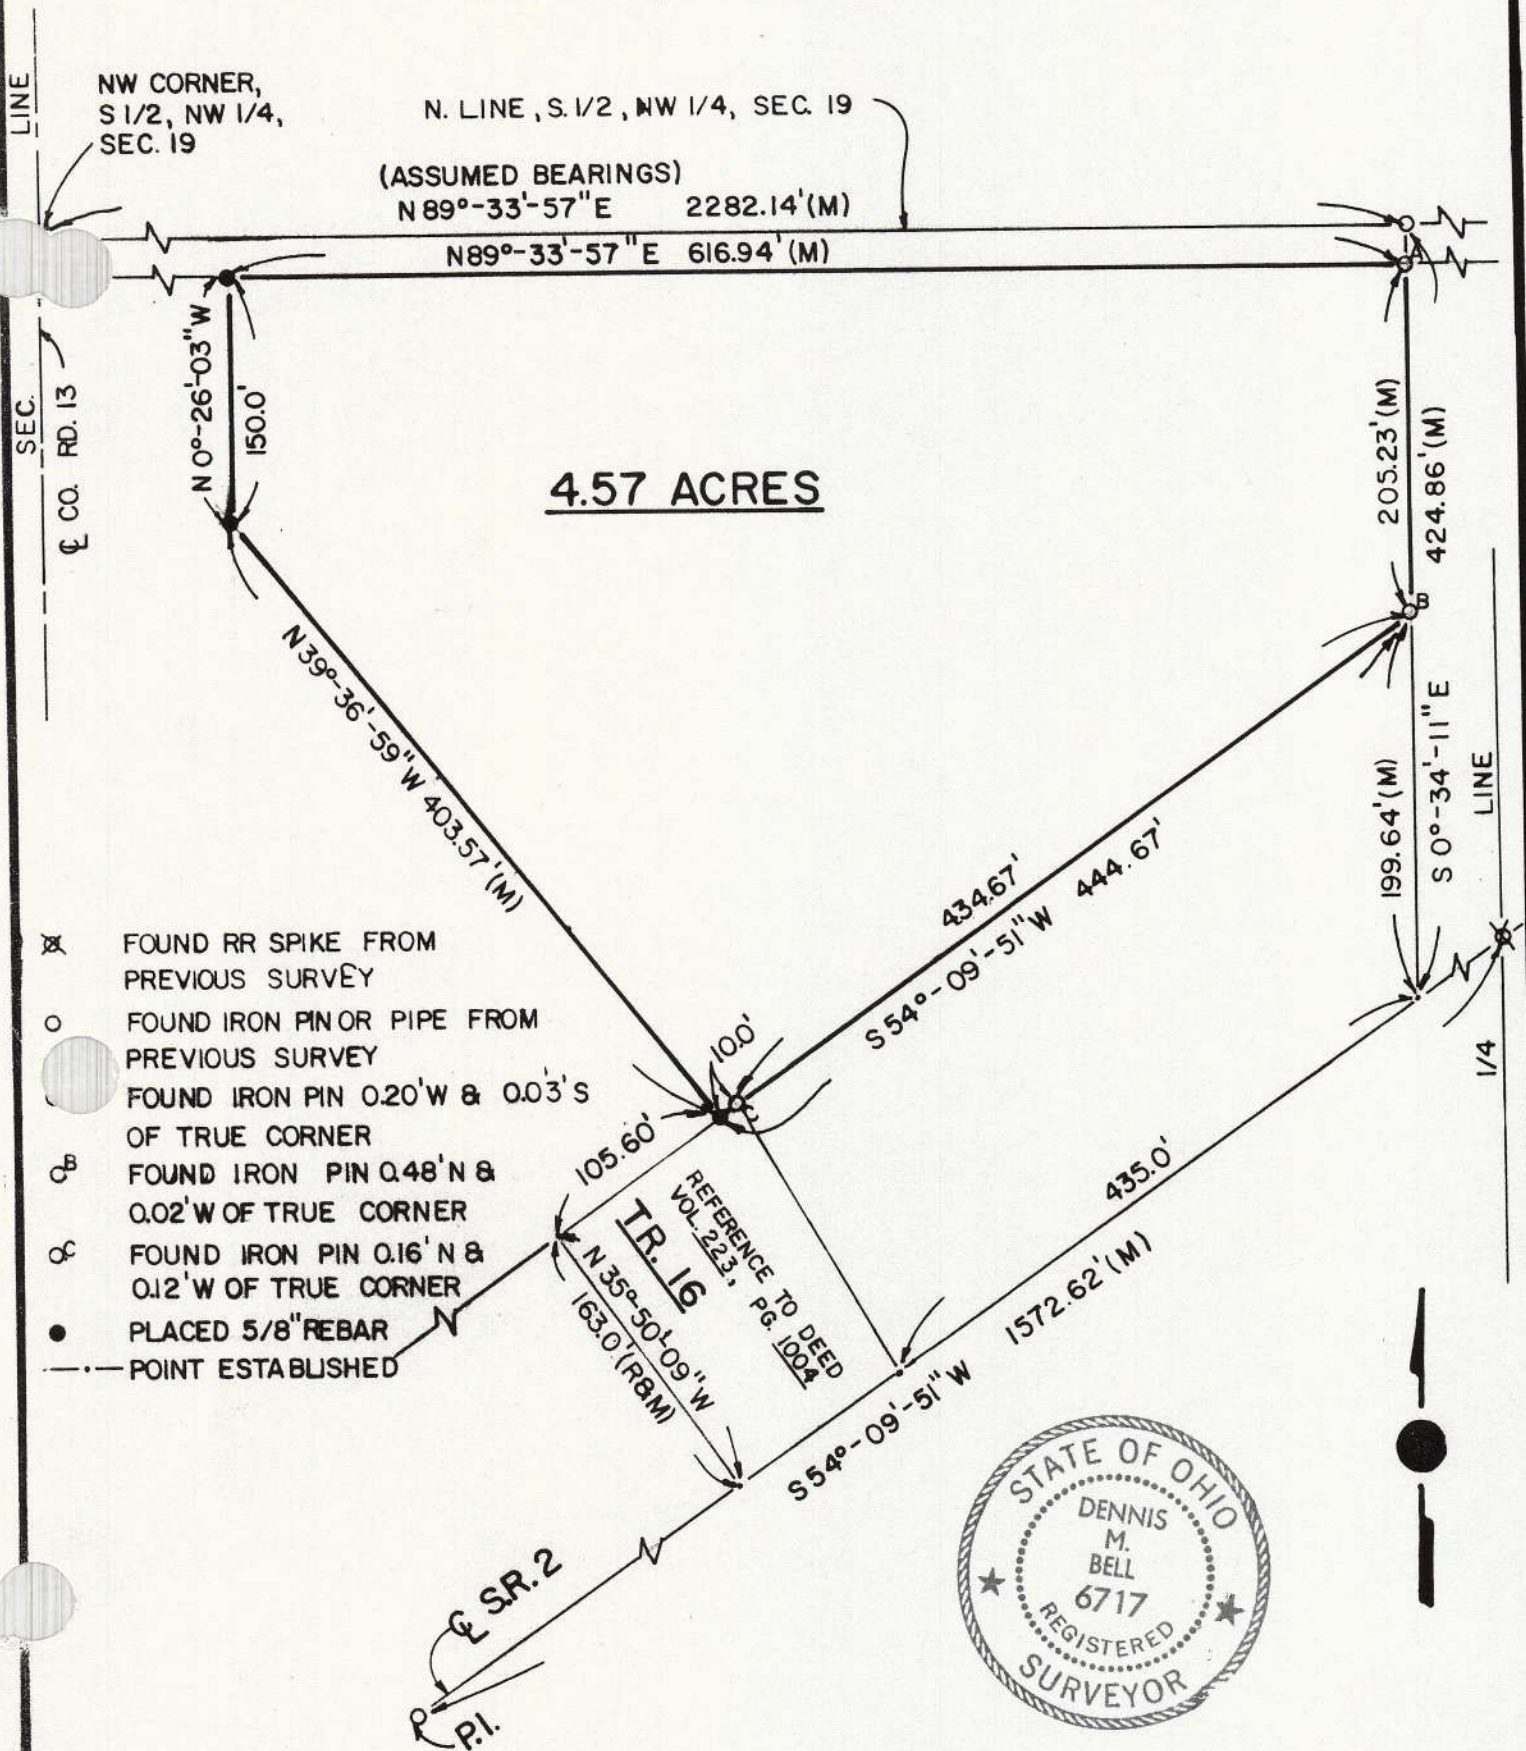 LINE
NW CORNER,
S 1/2, NW 1/4,
SEC. 19
N. LINE, S. 1/2, NW 1/4, SEC. 19
(ASSUMED BEARINGS)
N 89°-33'-57" E 2282.14' (M)
N89°-33'-57" E 616.94' (M)
A
N 0°-26'-03" W
150.0'
SEC.
℄ CO. RD. 13
4.57 ACRES
205.23' (M)
424.86' (M)
B
N 39°-36'-59" W 403.57' (M)
199.64' (M)
S 0°-34'-11" E
LINE
1/4
434.67'
S 54°-09'-51" W 444.67'
10.0'
C
105.60'
TR. 16
REFERENCE TO DEED
VOL. 223, PG. 1004
N 35°-50'-09" W
163.0' (R&M)
435.0'
1572.62' (M)
S 54°-09'-51" W
FOUND RR SPIKE FROM
PREVIOUS SURVEY
FOUND IRON PIN OR PIPE FROM
PREVIOUS SURVEY
FOUND IRON PIN 0.20' W & 0.03' S
OF TRUE CORNER
B FOUND IRON PIN 0.48' N &
0.02' W OF TRUE CORNER
C FOUND IRON PIN 0.16' N &
0.12' W OF TRUE CORNER
PLACED 5/8" REBAR
POINT ESTABLISHED
℄ S.R. 2
P.I.
STATE OF OHIO
DENNIS
M.
BELL
6717
REGISTERED
SURVEYOR